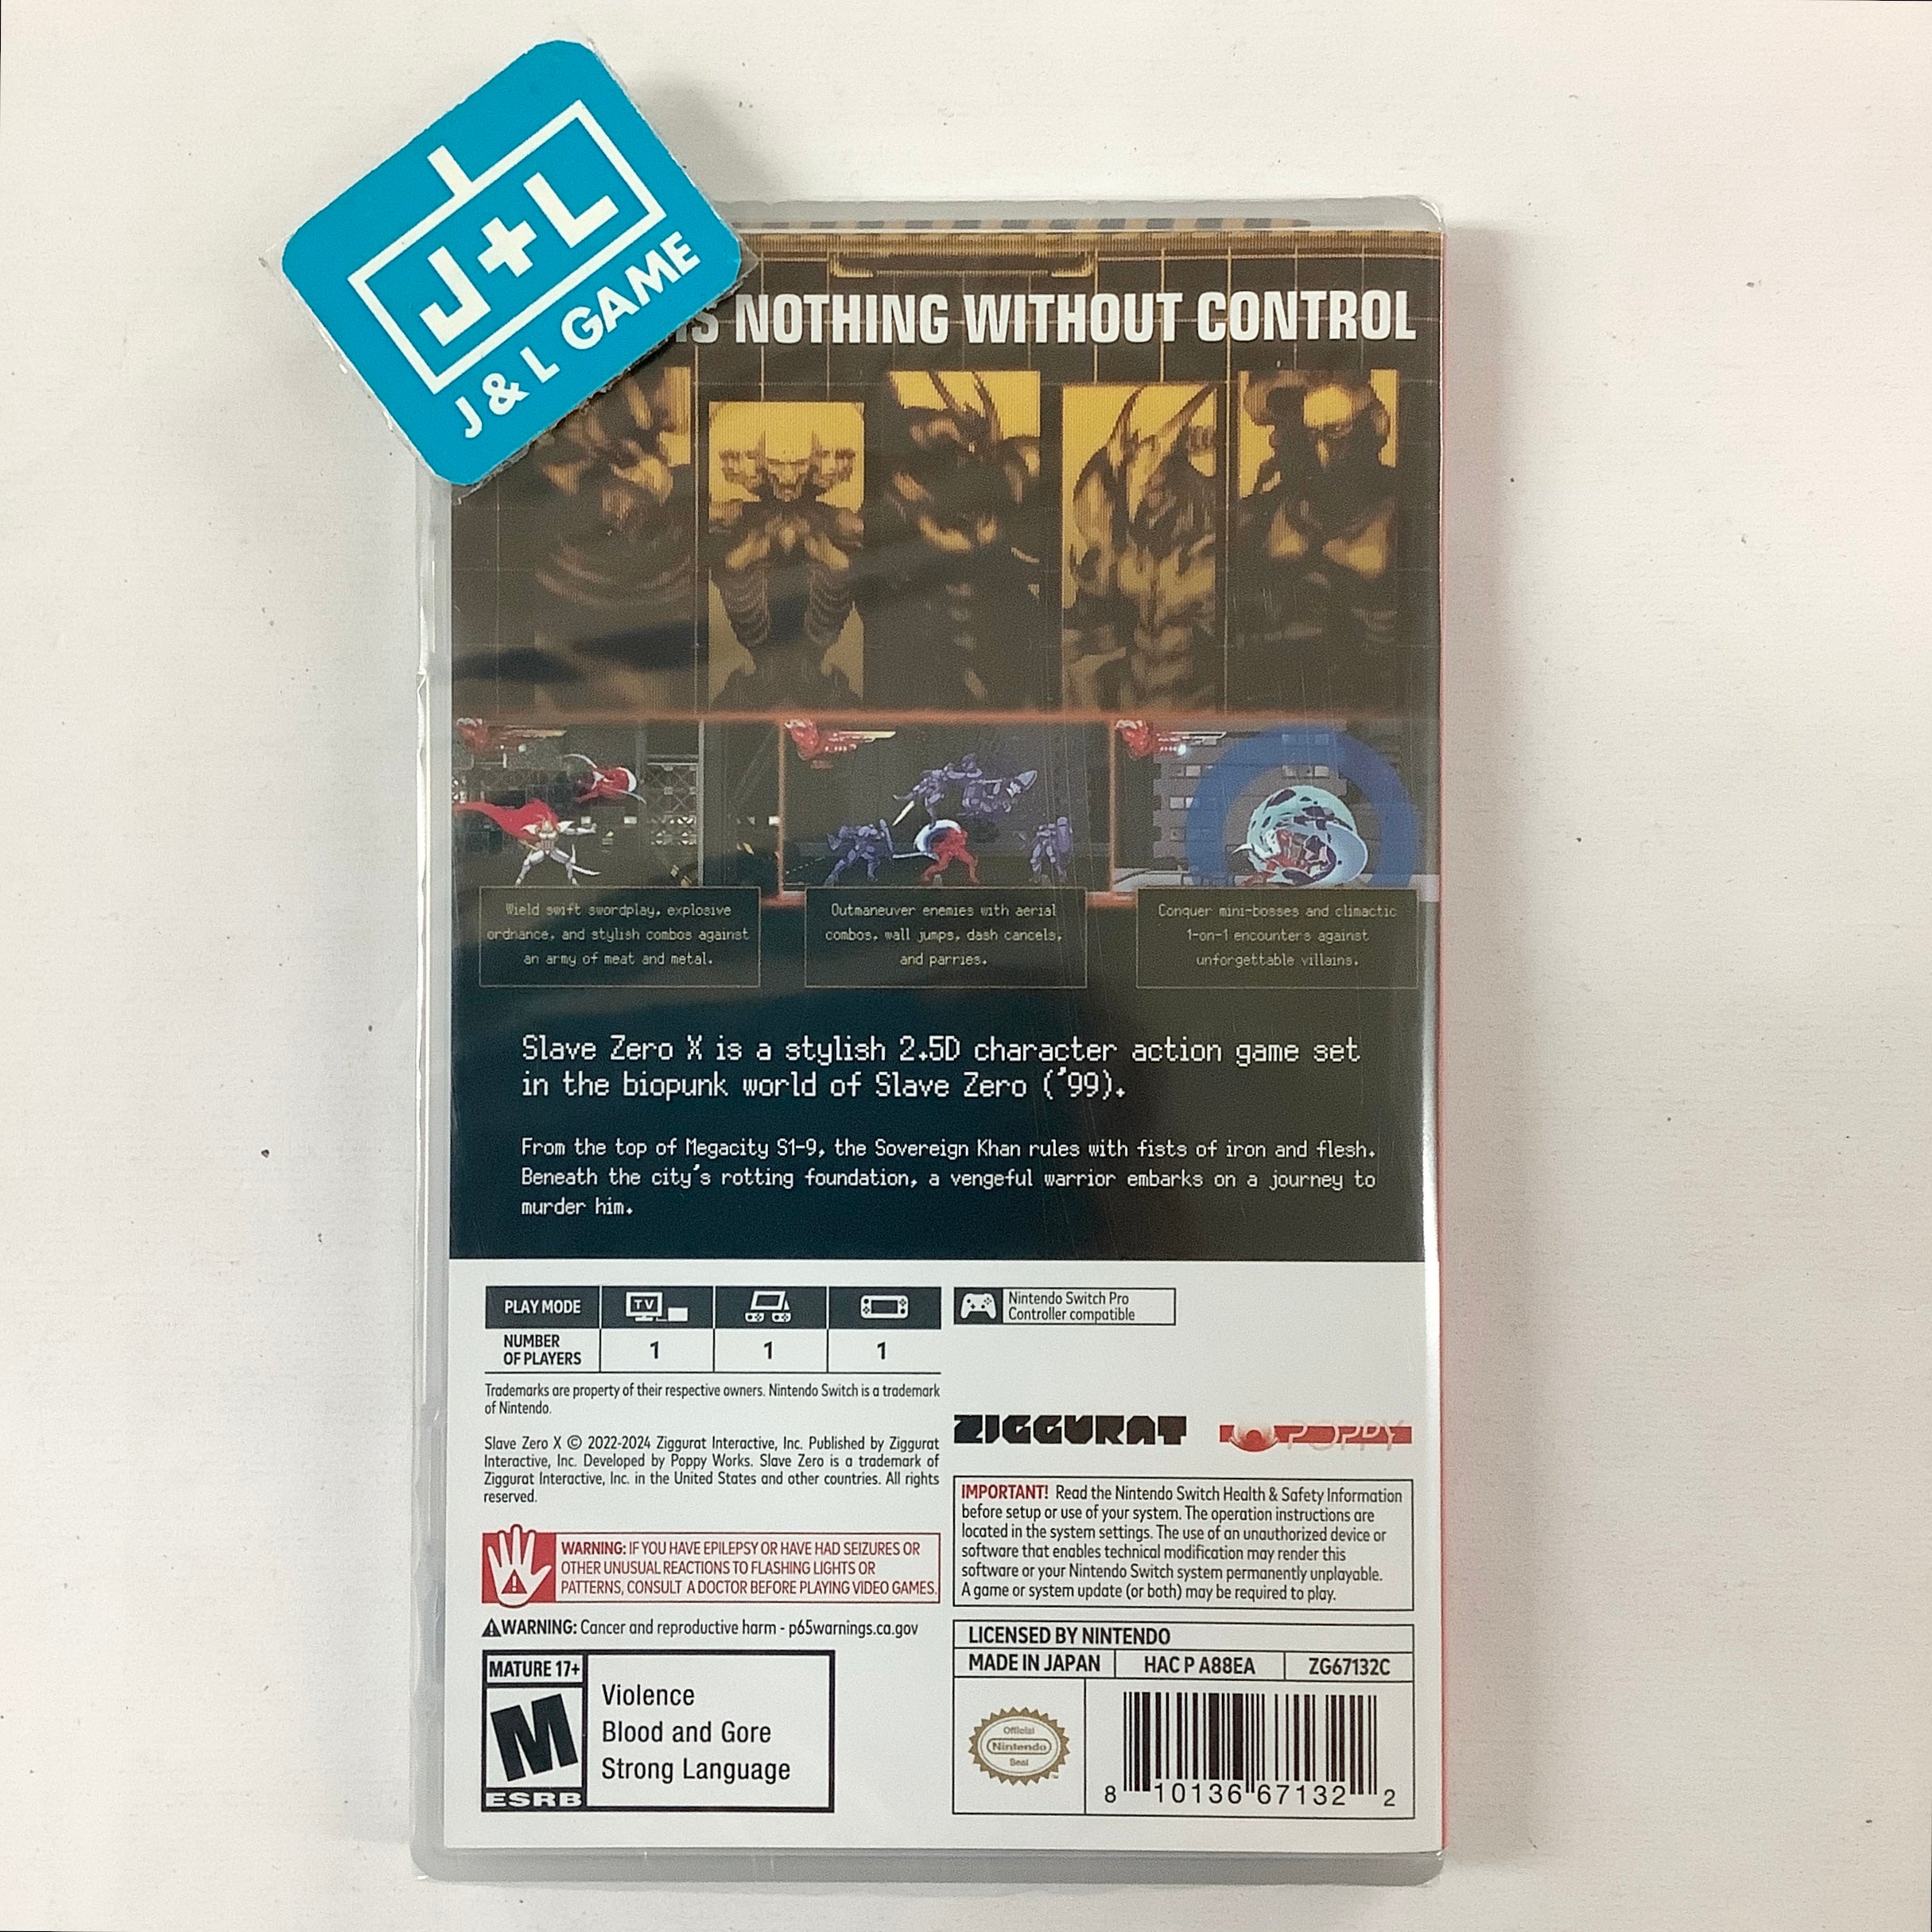 J+L
J & L GAME
IS NOTHING WITHOUT CONTROL
Wield swift swordplay, explosive
ordnance, and stylish combos against
an army of meat and metal.
Outmaneuver enemies with aerial
combos, wall jumps, dash cancels,
and parries.
Conquer mini-bosses and climactic
1-on-1 encounters against
unforgettable villains.
Slave Zero X is a stylish 2.5D character action game set
in the biopunk world of Slave Zero ('99).
From the top of Megacity S1-9, the Sovereign Khan rules with fists of iron and flesh.
Beneath the city's rotting foundation, a vengeful warrior embarks on a journey to
murder him.
PLAY MODE
TV
NUMBER
OF PLAYERS
1
1
1
Nintendo Switch Pro
Controller compatible
Trademarks are property of their respective owners. Nintendo Switch is a trademark
of Nintendo.
Slave Zero X © 2022-2024 Ziggurat Interactive, Inc. Published by Ziggurat
Interactive, Inc. Developed by Poppy Works. Slave Zero is a trademark of
Ziggurat Interactive, Inc. in the United States and other countries. All rights
reserved.
WARNING: IF YOU HAVE EPILEPSY OR HAVE HAD SEIZURES OR
OTHER UNUSUAL REACTIONS TO FLASHING LIGHTS OR
PATTERNS, CONSULT A DOCTOR BEFORE PLAYING VIDEO GAMES.
WARNING: Cancer and reproductive harm - p65warnings.ca.gov
MATURE 17+
M
ESRB
Violence
Blood and Gore
Strong Language
ZIGGURAT
POPPY
IMPORTANT! Read the Nintendo Switch Health & Safety Information
before setup or use of your system. The operation instructions are
located in the system settings. The use of an unauthorized device or
software that enables technical modification may render this
software or your Nintendo Switch system permanently unplayable.
A game or system update (or both) may be required to play.
LICENSED BY NINTENDO
MADE IN JAPAN
HAC P A88EA
ZG67132C
Official
Nintendo
Seal
8 10136 67132 2